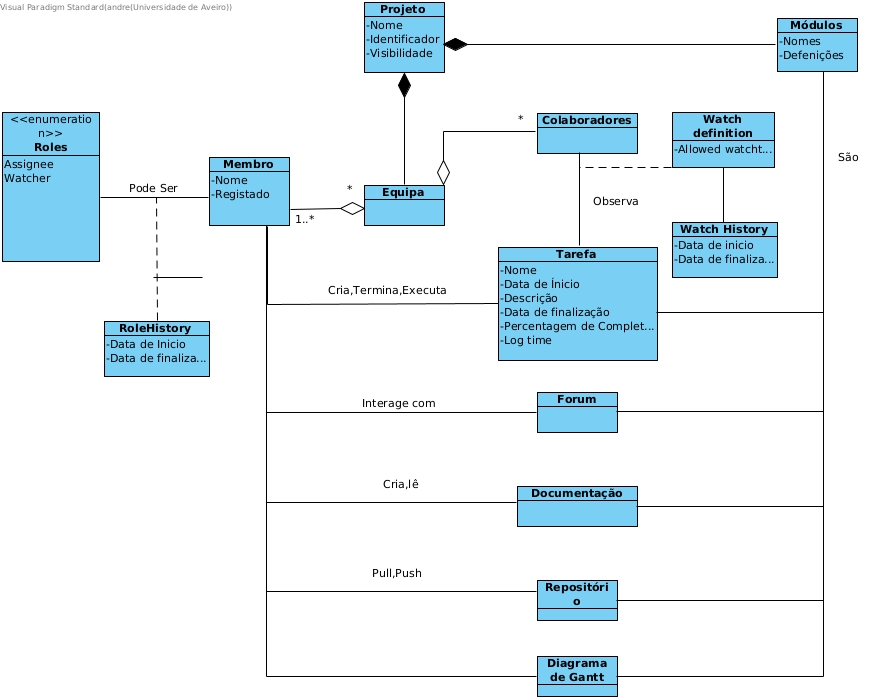 Visual Paradigm Standard(andre(Universidade de Aveiro))
Projeto
-Nome
-Identificador
-Visibilidade
Módulos
-Nomes
-Defenições
<<enumeratio
n>>
Roles
Assignee
Watcher
Pode Ser
Membro
-Nome
-Registado
1..*
*
Equipa
*
Colaboradores
Watch
definition
-Allowed watcht...
São
Observa
Watch History
-Data de inicio
-Data de finaliza...
Tarefa
-Nome
-Data de Ínicio
-Descrição
-Data de finalização
-Percentagem de Complet...
-Log time
Cria,Termina,Executa
RoleHistory
-Data de Inicio
-Data de finaliza...
Interage com
Forum
Cria,lê
Documentação
Pull,Push
Repositóri
o
Diagrama
de Gantt